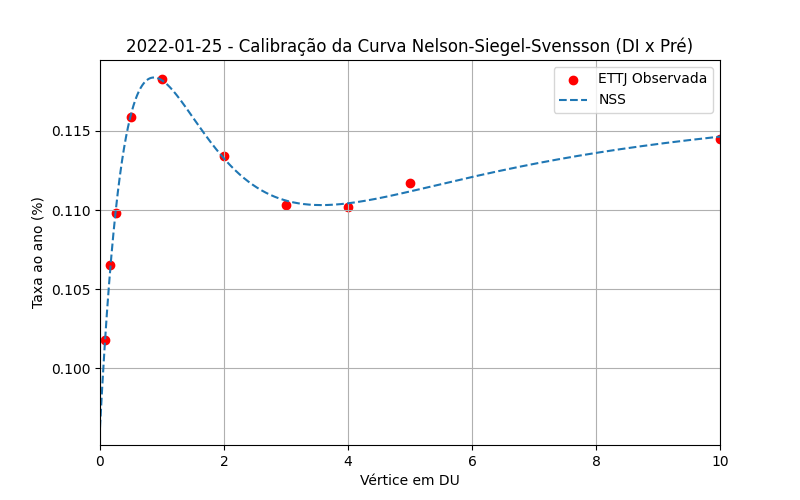 2022-01-25 - Calibração da Curva Nelson-Siegel-Svensson (DI x Pré)
ETTJ Observada
NSS
0.115
0.110
0.105
0.100
Taxa ao ano (%)
0 2 4 6 8 10
Vértice em DU